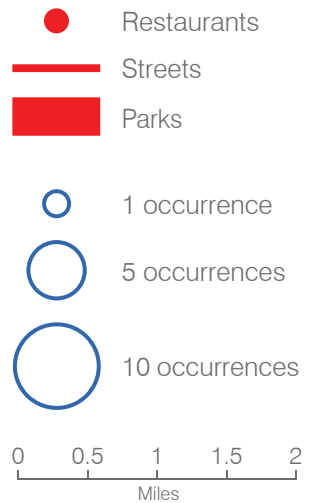 Restaurants
Streets
Parks
1 occurrence
5 occurrences
10 occurrences
0 0.5 1 1.5 2
Miles